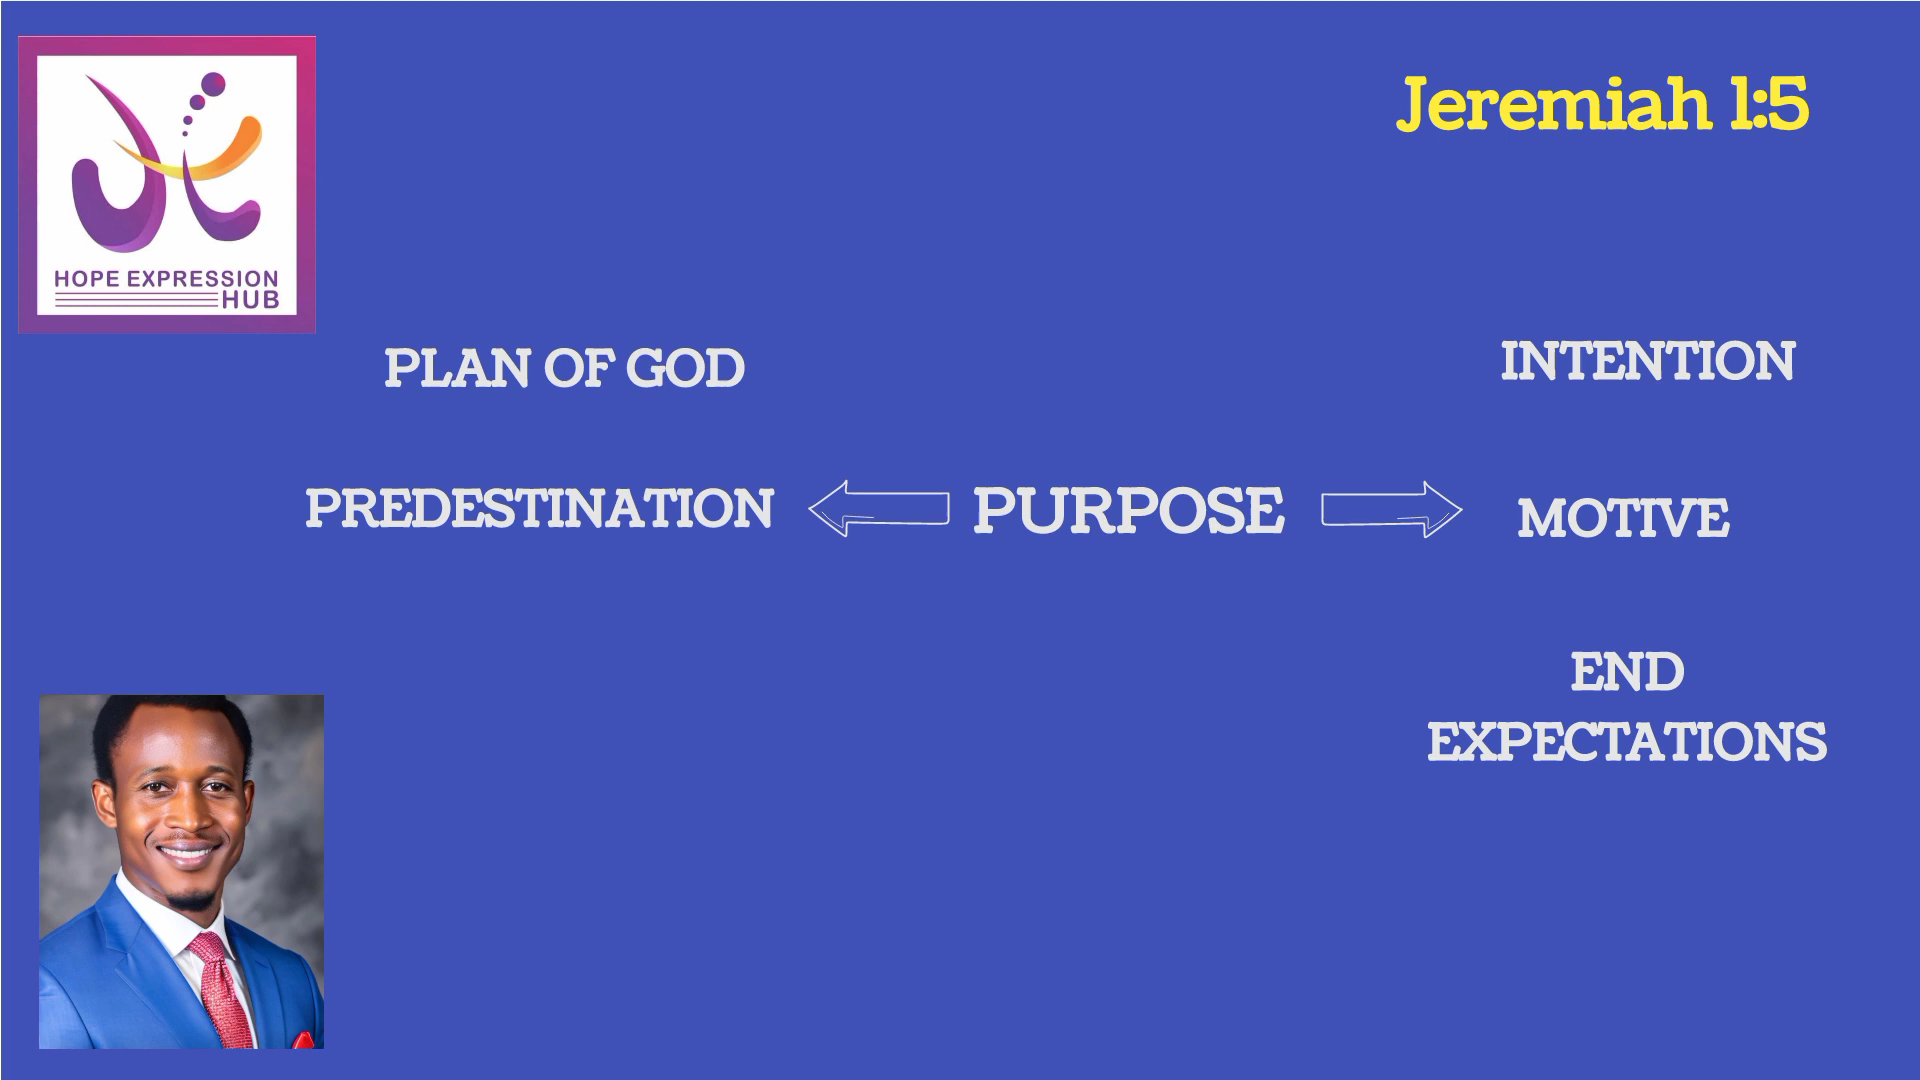 HOPE EXPRESSION
HUB
Jeremiah 1:5
PLAN OF GOD
INTENTION
PREDESTINATION
PURPOSE
MOTIVE
END
EXPECTATIONS